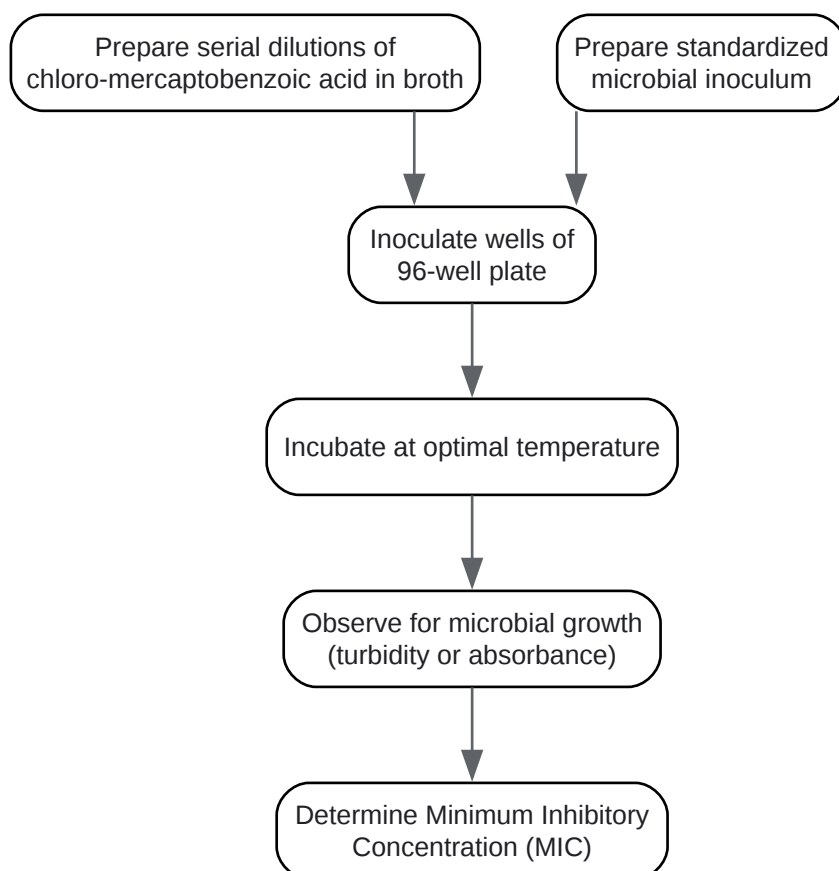 Prepare serial dilutions of
chloro-mercaptobenzoic acid in broth
Prepare standardized
microbial inoculum
Inoculate wells of
96-well plate
Incubate at optimal temperature
Observe for microbial growth
(turbidity or absorbance)
Determine Minimum Inhibitory
Concentration (MIC)